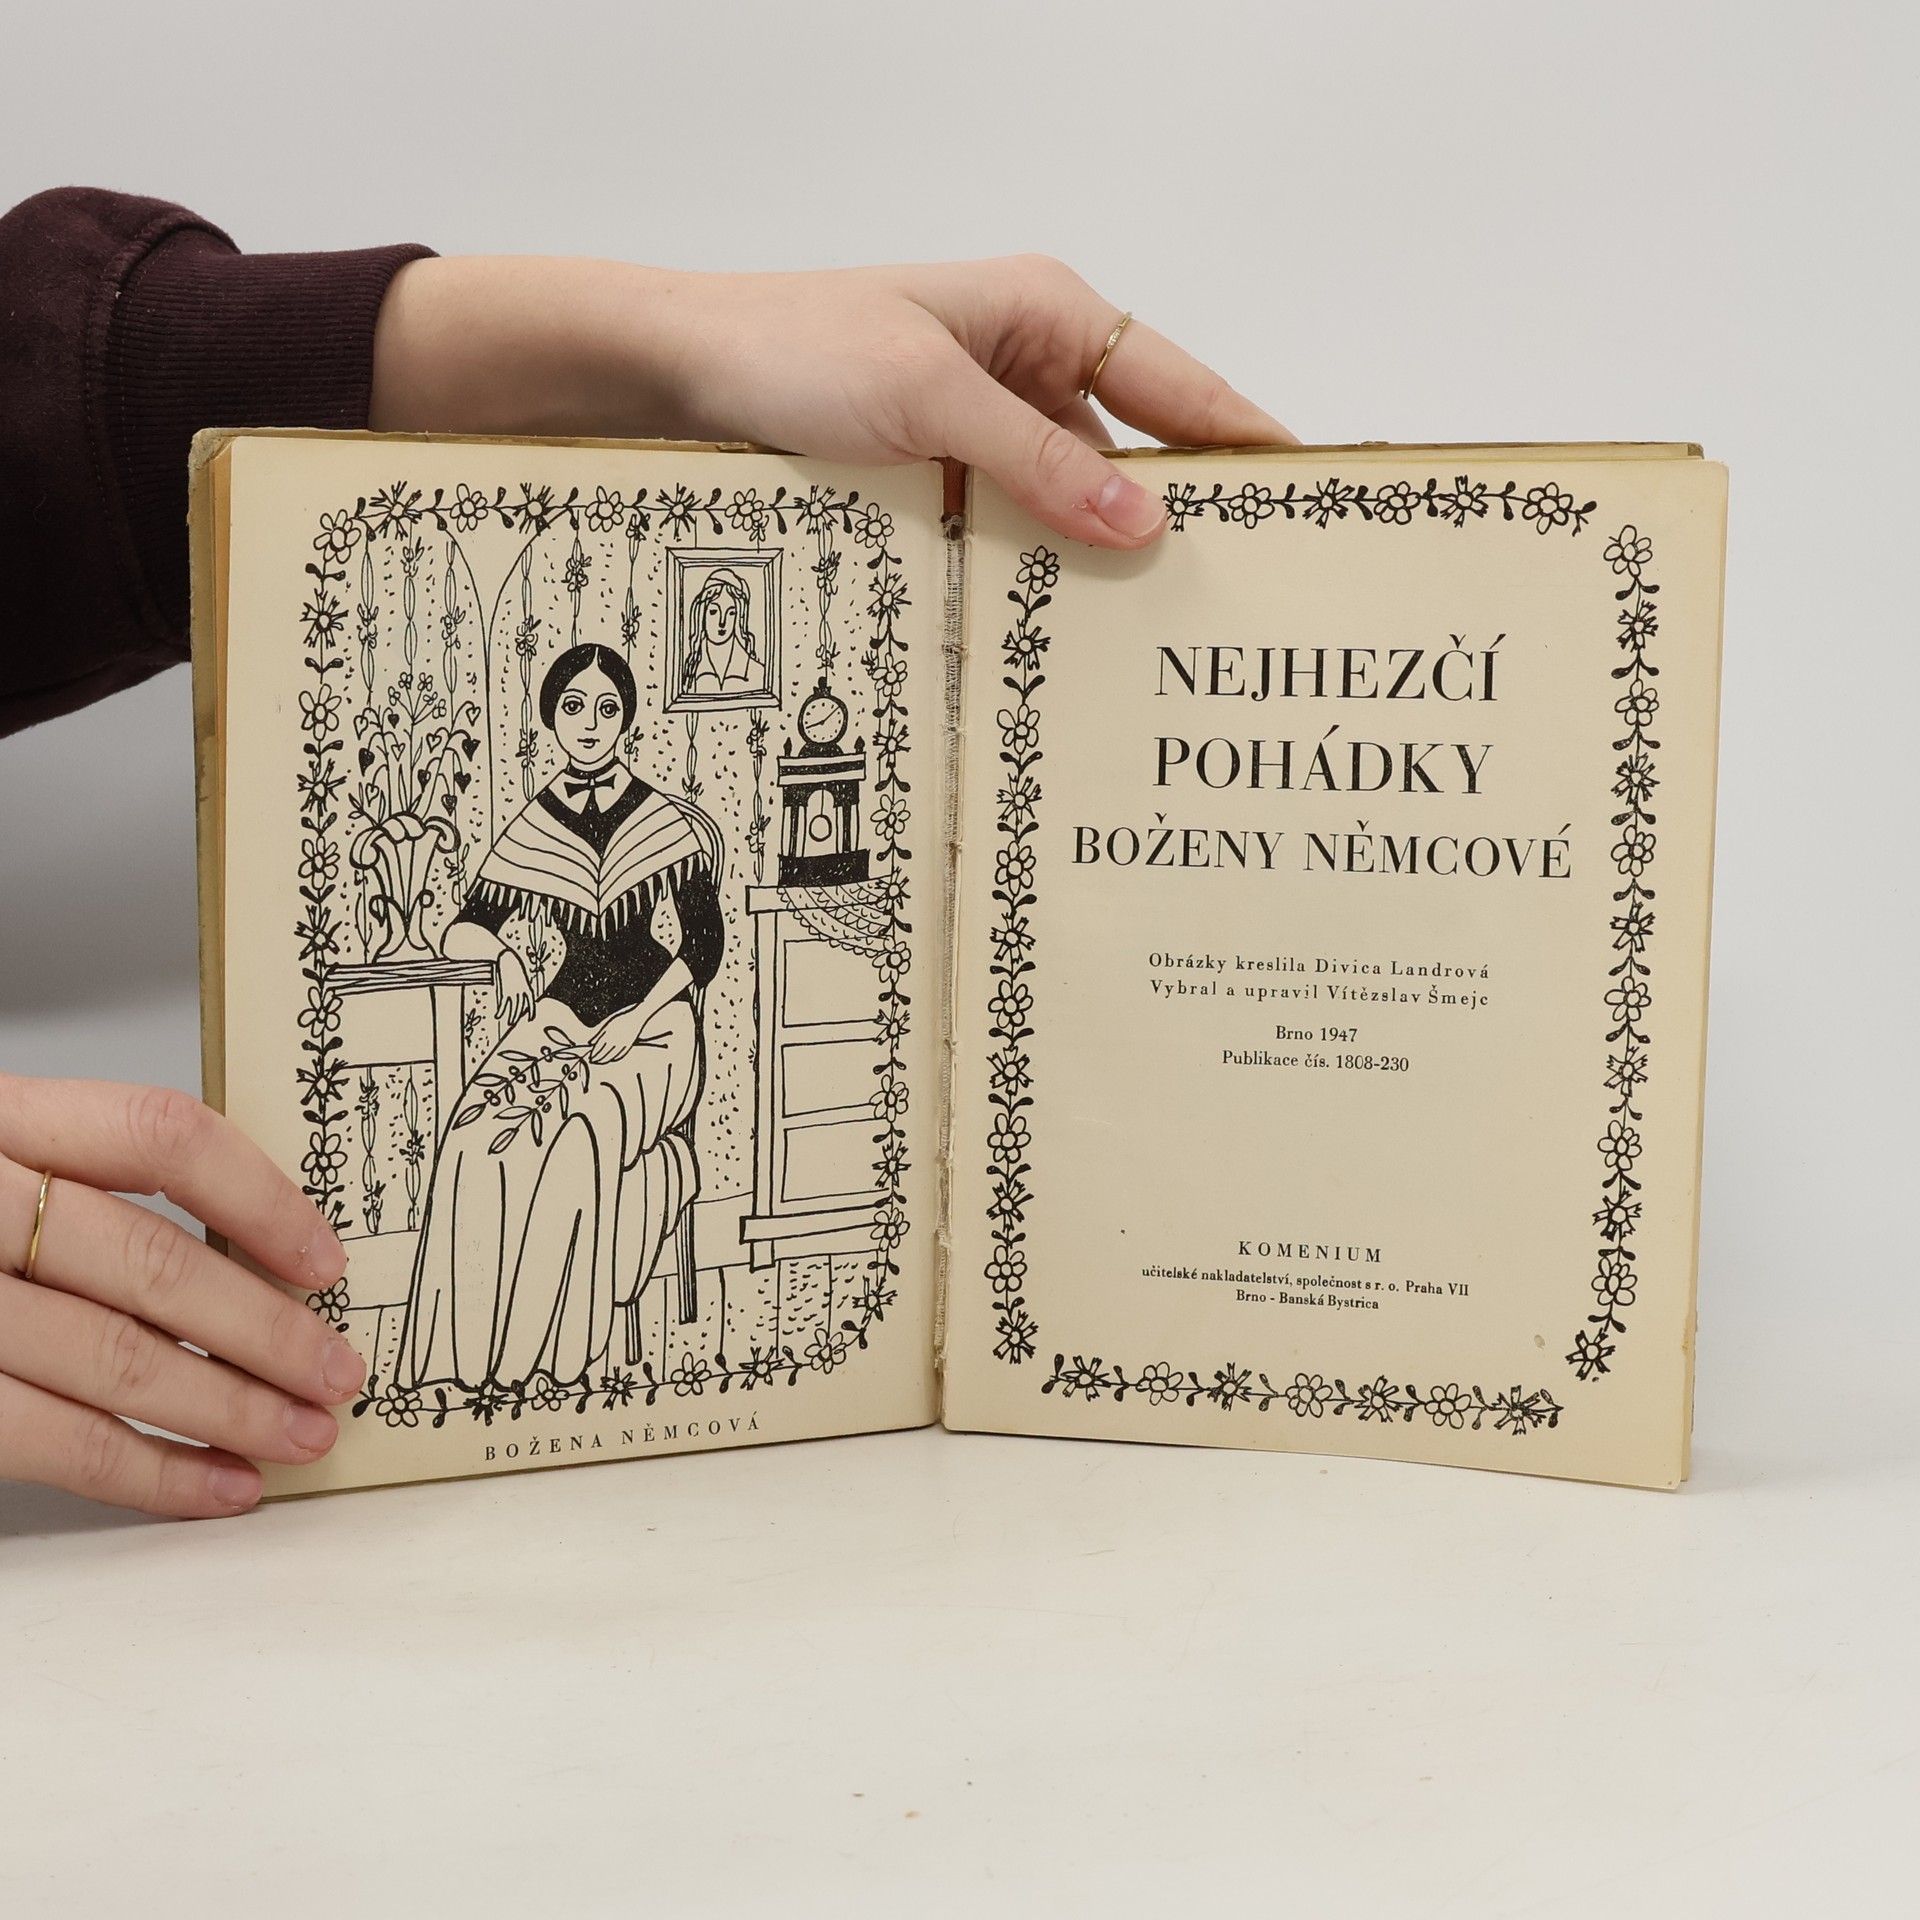 BOŽENA NĚMCOVÁ
NEJHEZČÍ
POHÁDKY
BOŽENY NĚMCOVÉ
Obrázky kreslila Divica Landrová
Vybral a upravil Vítězslav Šmejc
Brno 1947
Publikace čís. 1808-230
KOMENIUM
učitelské nakladatelství, společnost s r. o. Praha VII
Brno - Banská Bystrica